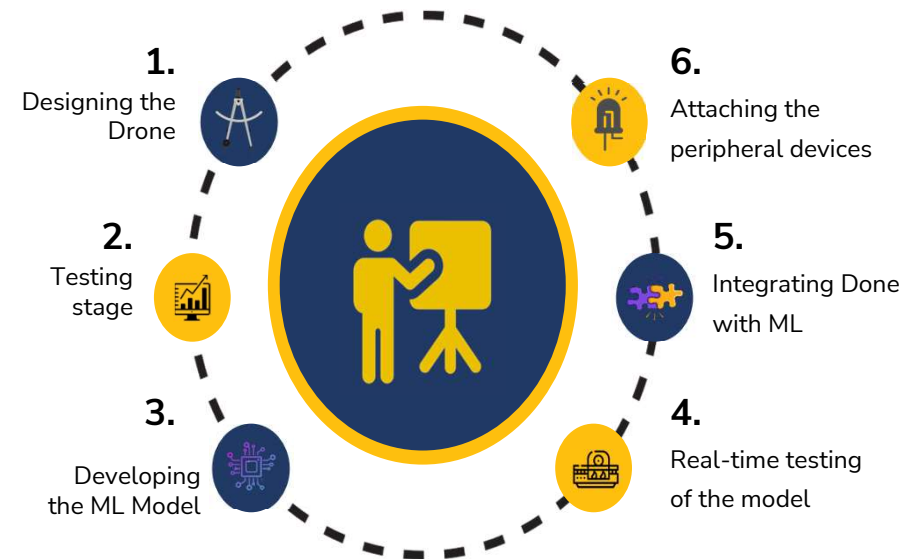 1.
Designing the
Drone
2.
Testing
stage
3.
Developing
the ML Model
4.
Real-time testing
of the model
5.
Integrating Done
with ML
6.
Attaching the
peripheral devices